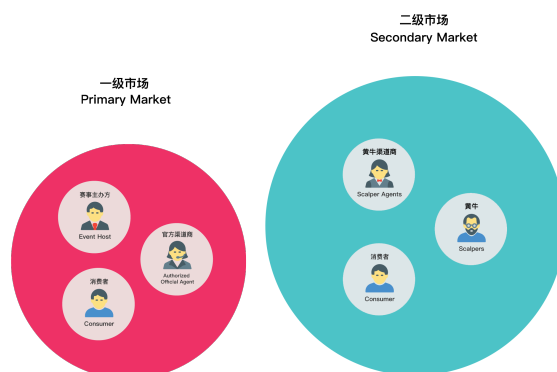 一级市场
Primary Market
赛事主办方
Event Host
官方渠道商
Authorized
Official Agent
消费者
Consumer
二级市场
Secondary Market
黄牛渠道商
Scalper Agents
黄牛
Scalpers
消费者
Consumer